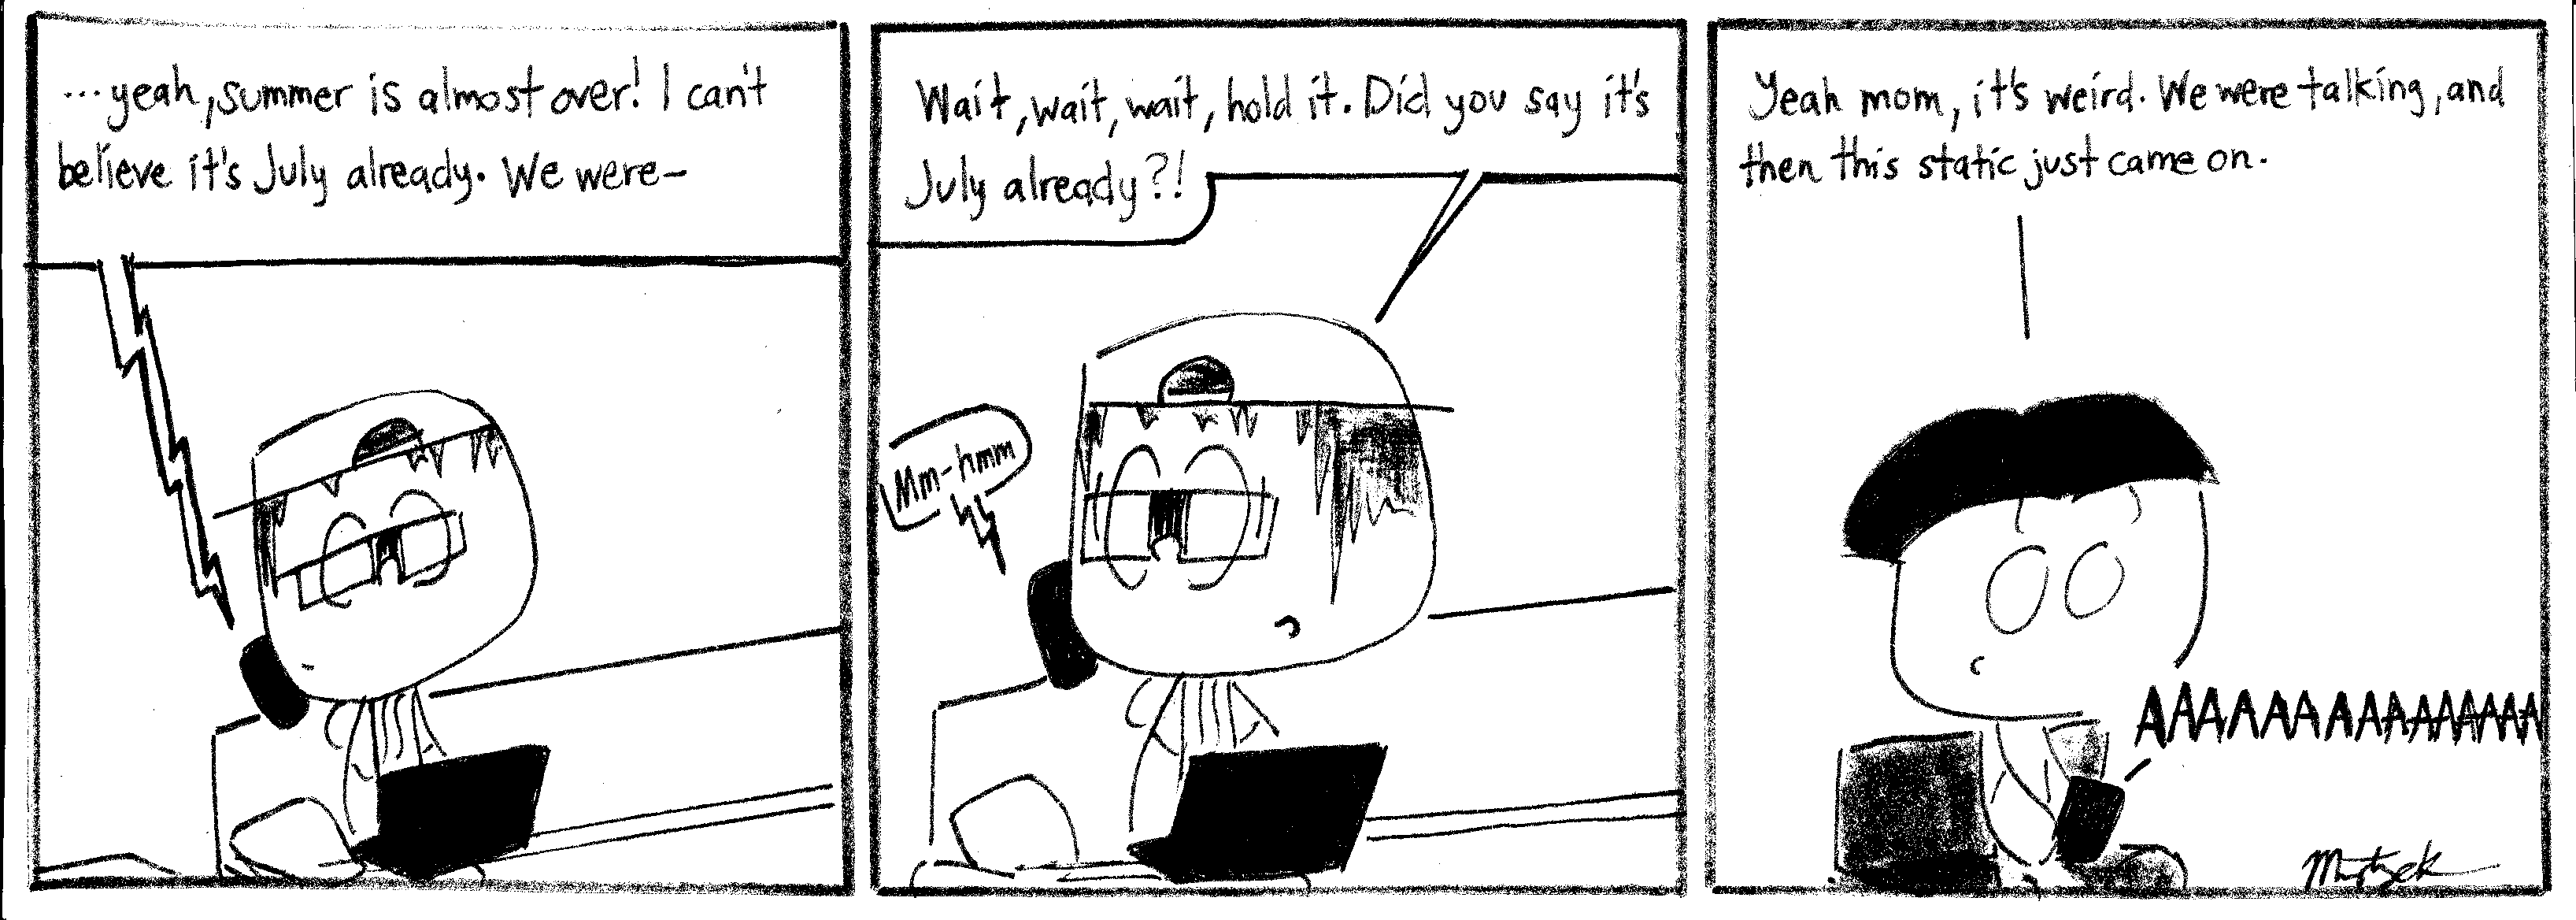 ...yeah, summer is almost over! I can't
believe it's July already. We were-
Wait, wait, wait, hold it. Did you say it's
July already?!
Mm-hmm
Yeah mom, it's weird. We were talking, and
then this static just came on.
AAAAAAAAAAAAAA